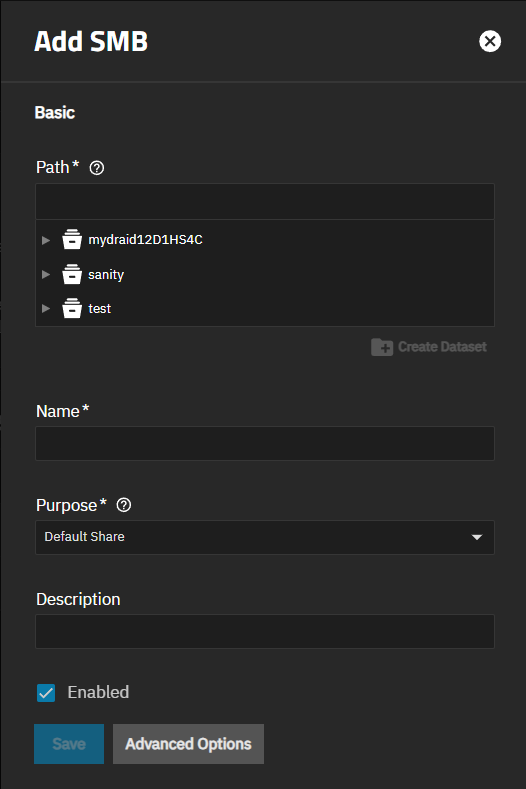 Add SMB
Basic
Path*
mydraid12D1HS4C
sanity
test
Create Dataset
Name*
Purpose*
Default Share
Description
Enabled
Save Advanced Options